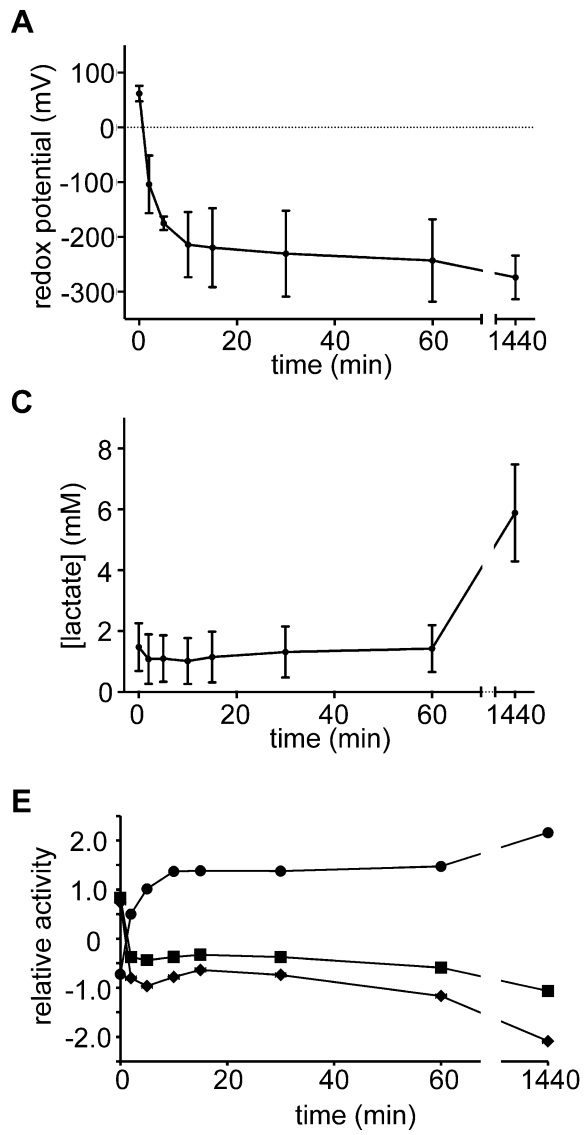 A
redox potential (mV)
100
0
-100
-200
-300
0 20 40 60 1440
time (min)
C
[lactate] (mM)
8
6
4
2
0
0 20 40 60 1440
time (min)
E
relative activity
2.0
1.0
0
-1.0
-2.0
0 20 40 60 1440
time (min)